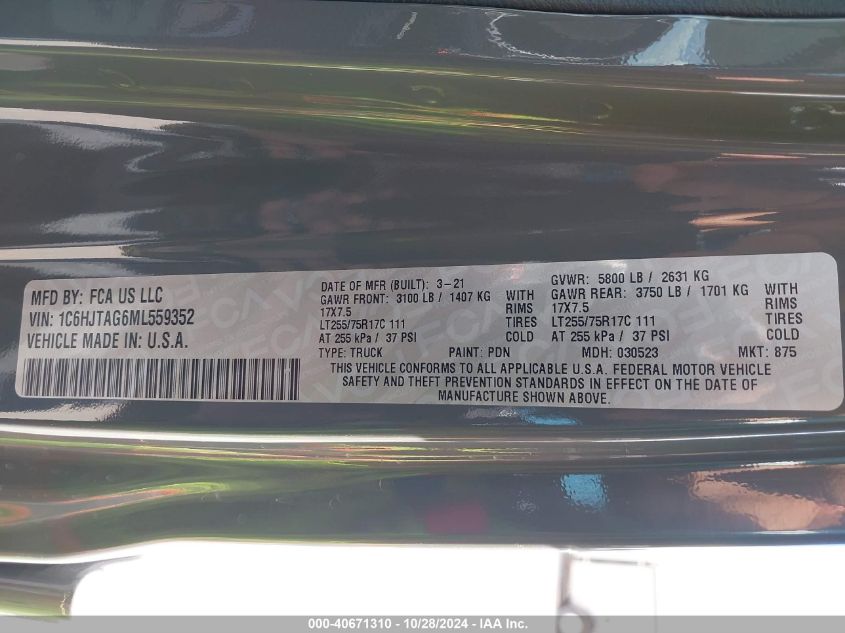 MFD BY: FCA US LLC
VIN: 1C6HJTAG6ML559352
VEHICLE MADE IN: U.S.A.
DATE OF MFR (BUILT): 3-21
GAWR FRONT: 3100 LB / 1407 KG WITH
17X7.5 RIMS
LT255/75R17C 111 TIRES
AT 255 kPa / 37 PSI COLD
GVWR: 5800 LB / 2631 KG
GAWR REAR: 3750 LB / 1701 KG WITH
17X7.5 RIMS
LT255/75R17C 111 TIRES
AT 255 kPa / 37 PSI COLD
TYPE: TRUCK PAINT: PDN MDH: 030523 MKT: 875
THIS VEHICLE CONFORMS TO ALL APPLICABLE U.S.A. FEDERAL MOTOR VEHICLE
SAFETY AND THEFT PREVENTION STANDARDS IN EFFECT ON THE DATE OF
MANUFACTURE SHOWN ABOVE.
000-40671310 - 10/28/2024 - IAA Inc.